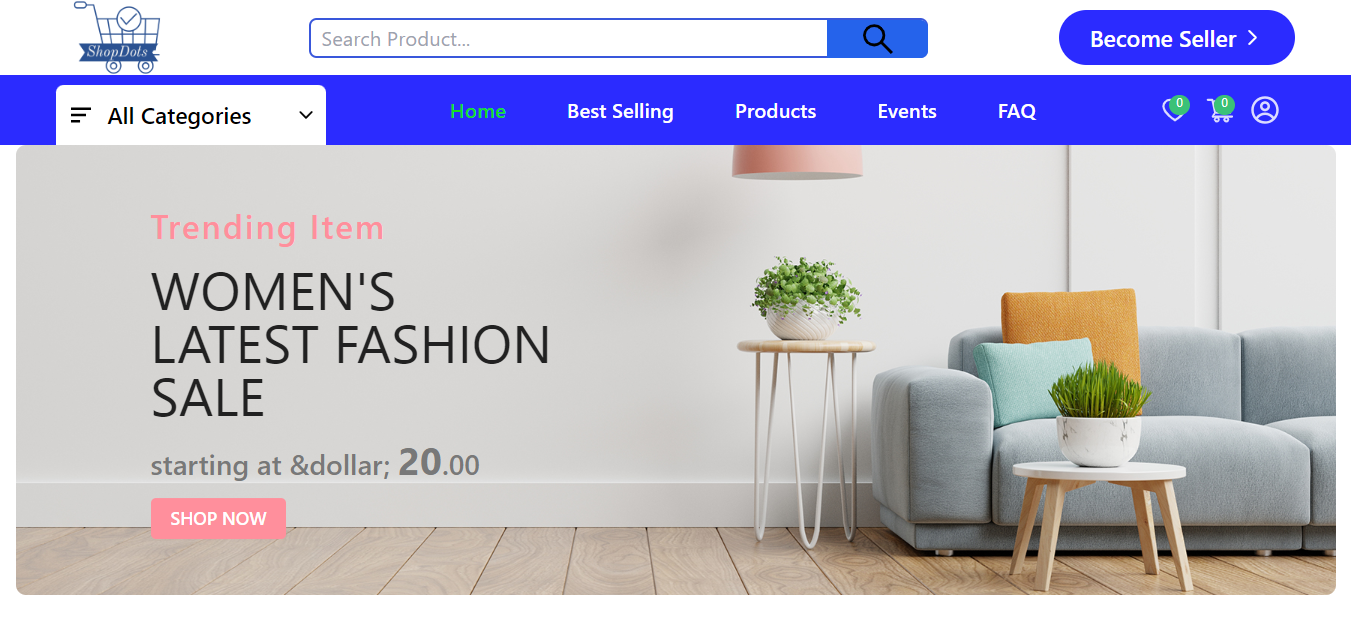 ShopDots
Search Product...
Become Seller
All Categories
Home
Best Selling
Products
Events
FAQ
0
0
Trending Item
WOMEN'S
LATEST FASHION
SALE
starting at &dollar; 20.00
SHOP NOW